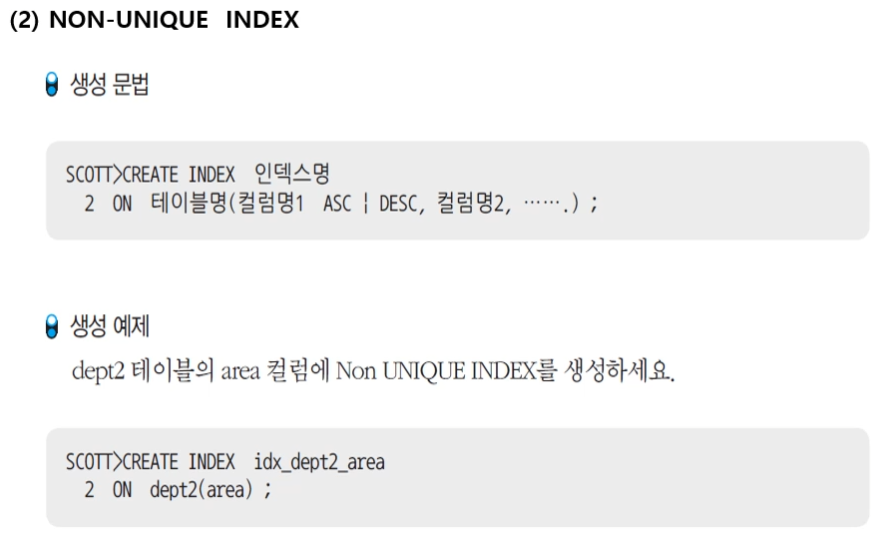 (2) NON-UNIQUE INDEX
생성 문법
SCOTT>CREATE INDEX 인덱스명
2 ON 테이블명(컬럼명1 ASC | DESC, 컬럼명2, …….) ;
생성 예제
dept2 테이블의 area 컬럼에 Non UNIQUE INDEX를 생성하세요.
SCOTT>CREATE INDEX idx_dept2_area
2 ON dept2(area) ;